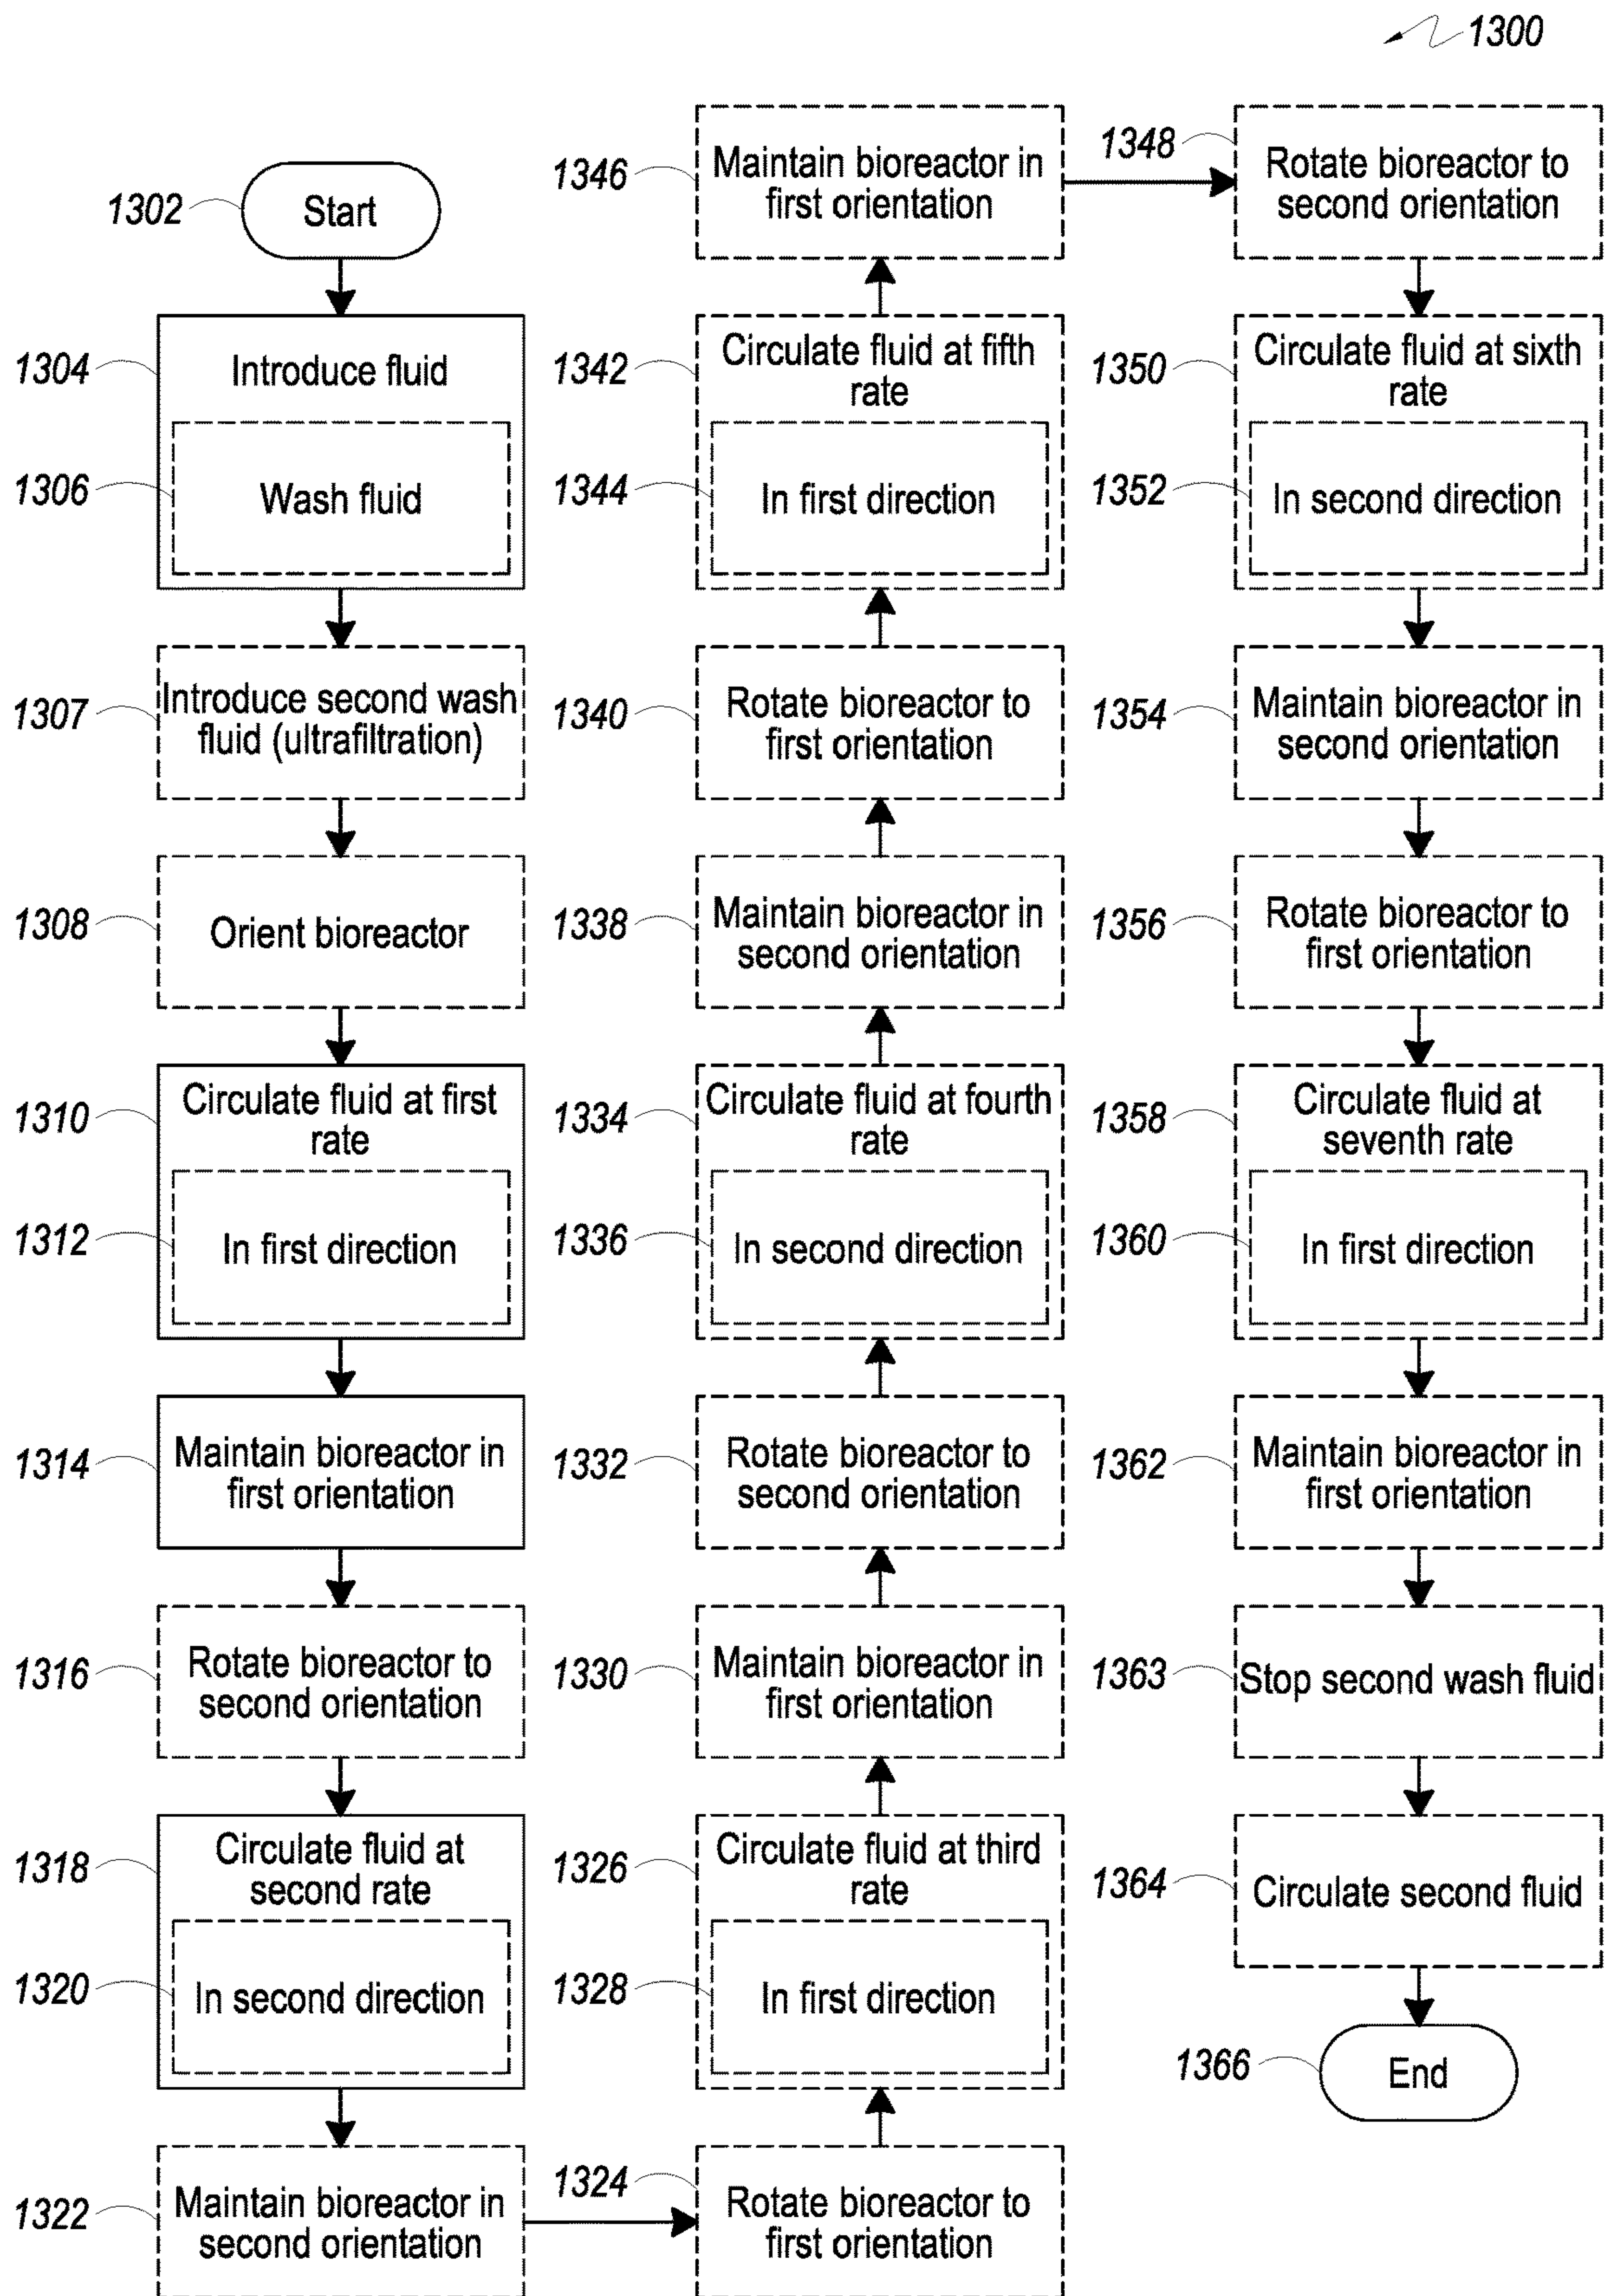 1300
1302
Start
1304
Introduce fluid
1306
Wash fluid
1307
Introduce second wash
fluid (ultrafiltration)
1308
Orient bioreactor
1310
Circulate fluid at first
rate
1312
In first direction
1314
Maintain bioreactor in
first orientation
1316
Rotate bioreactor to
second orientation
1318
Circulate fluid at
second rate
1320
In second direction
1322
Maintain bioreactor in
second orientation
1324
Rotate bioreactor to
first orientation
1326
Circulate fluid at third
rate
1328
In first direction
1330
Maintain bioreactor in
first orientation
1332
Rotate bioreactor to
second orientation
1334
Circulate fluid at fourth
rate
1336
In second direction
1338
Maintain bioreactor in
second orientation
1340
Rotate bioreactor to
first orientation
1342
Circulate fluid at fifth
rate
1344
In first direction
1346
Maintain bioreactor in
first orientation
1348
Rotate bioreactor to
second orientation
1350
Circulate fluid at sixth
rate
1352
In second direction
1354
Maintain bioreactor in
second orientation
1356
Rotate bioreactor to
first orientation
1358
Circulate fluid at
seventh rate
1360
In first direction
1362
Maintain bioreactor in
first orientation
1363
Stop second wash fluid
1364
Circulate second fluid
1366
End